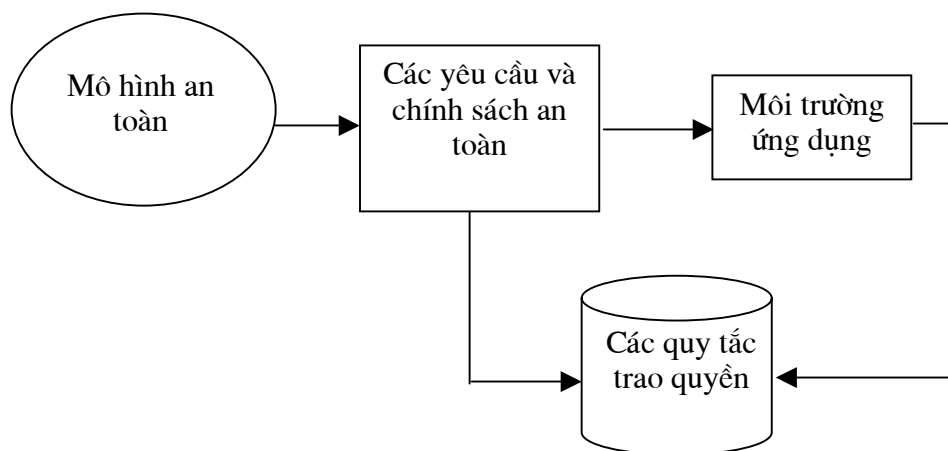 Mô hình an
toàn
Các yêu cầu và
chính sách an
toàn
Môi trường
ứng dụng
Các quy tắc
trao quyền